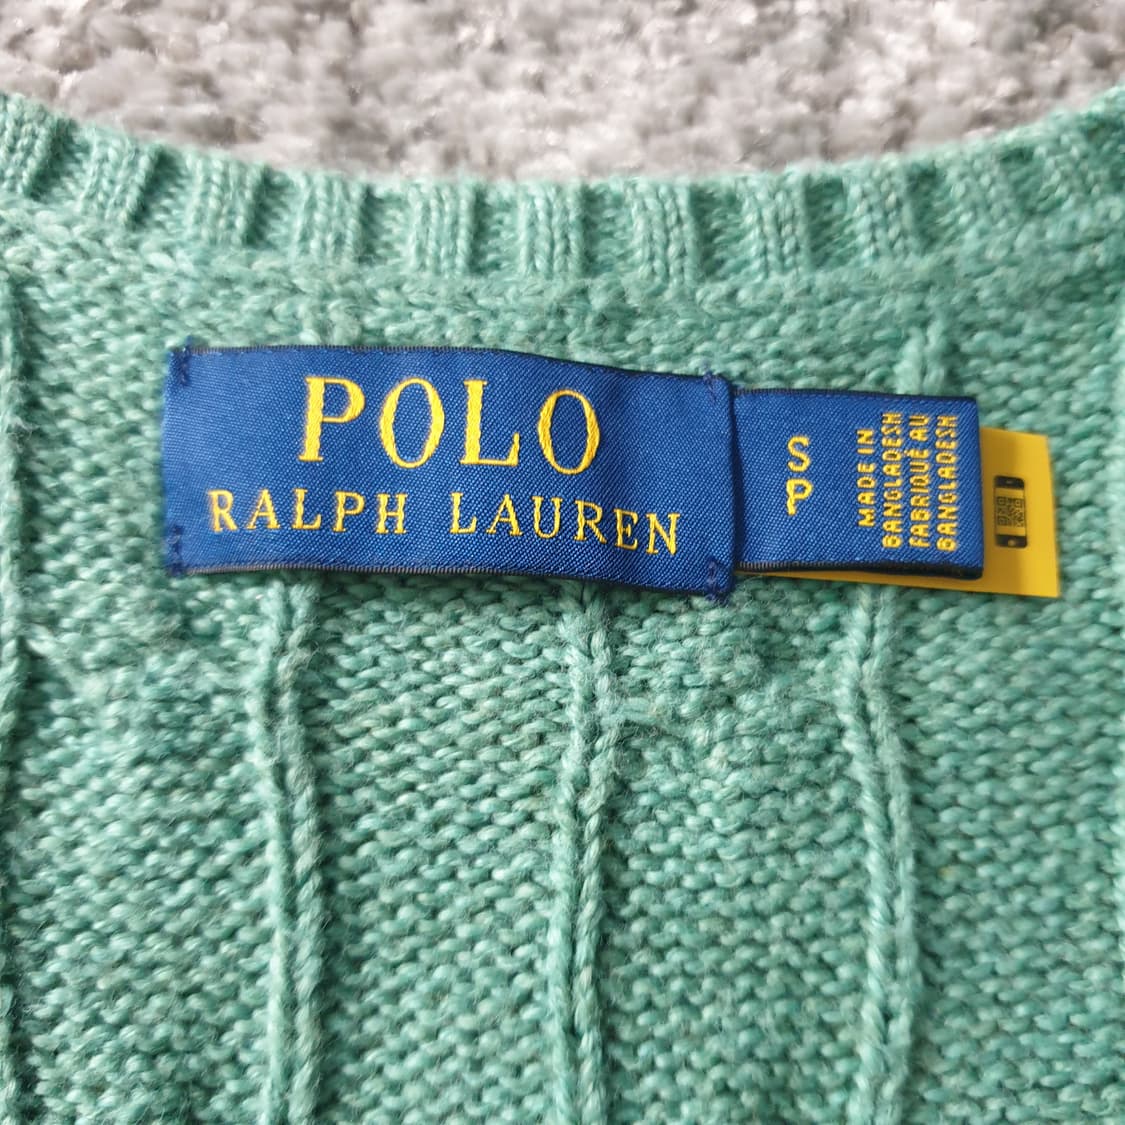 POLO
RALPH LAUREN
S
P
MADE IN
BANGLADESH
FABRIQUÉ AU
BANGLADESH